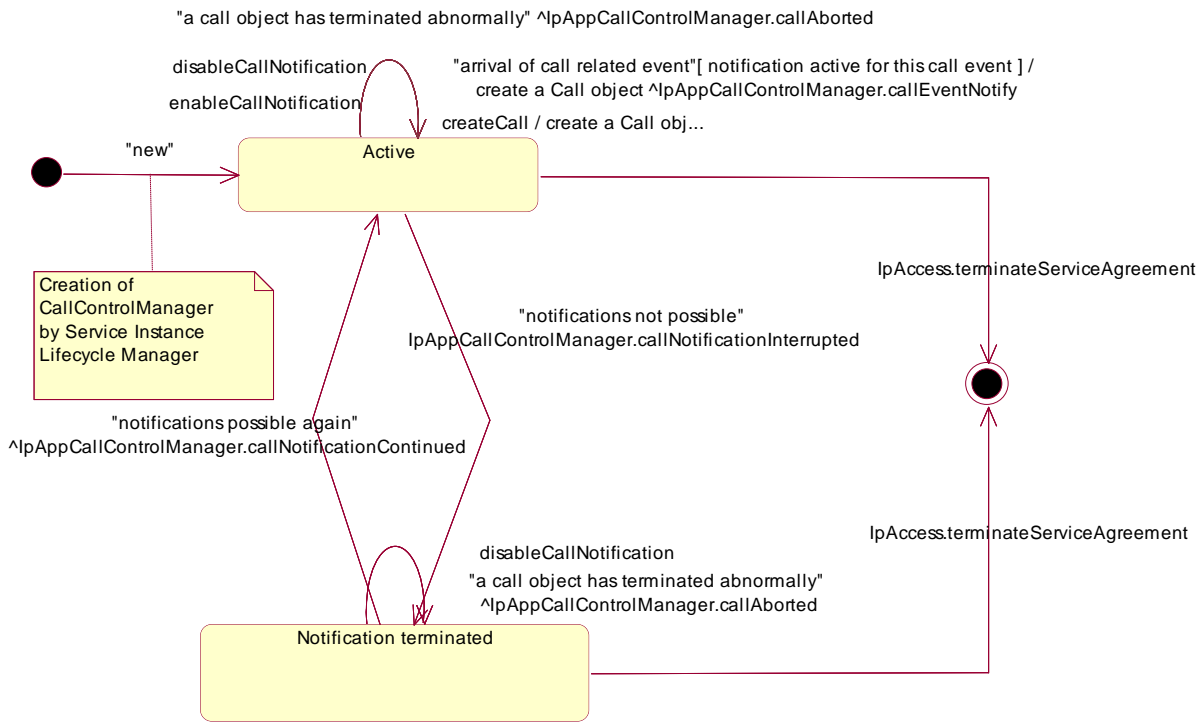 "a call object has terminated abnormally" ^IpAppCallControlManager.callAborted
disableCallNotification
"arrival of call related event"[ notification active for this call event ] /
create a Call object ^IpAppCallControlManager.callEventNotify
enableCallNotification
createCall / create a Call obj...
"new"
Active
IpAccess.terminateServiceAgreement
Creation of
CallControlManager
by Service Instance
Lifecycle Manager
"notifications not possible"
IpAppCallControlManager.callNotificationInterrupted
"notifications possible again"
^IpAppCallControlManager.callNotificationContinued
IpAccess.terminateServiceAgreement
disableCallNotification
"a call object has terminated abnormally"
^IpAppCallControlManager.callAborted
Notification terminated